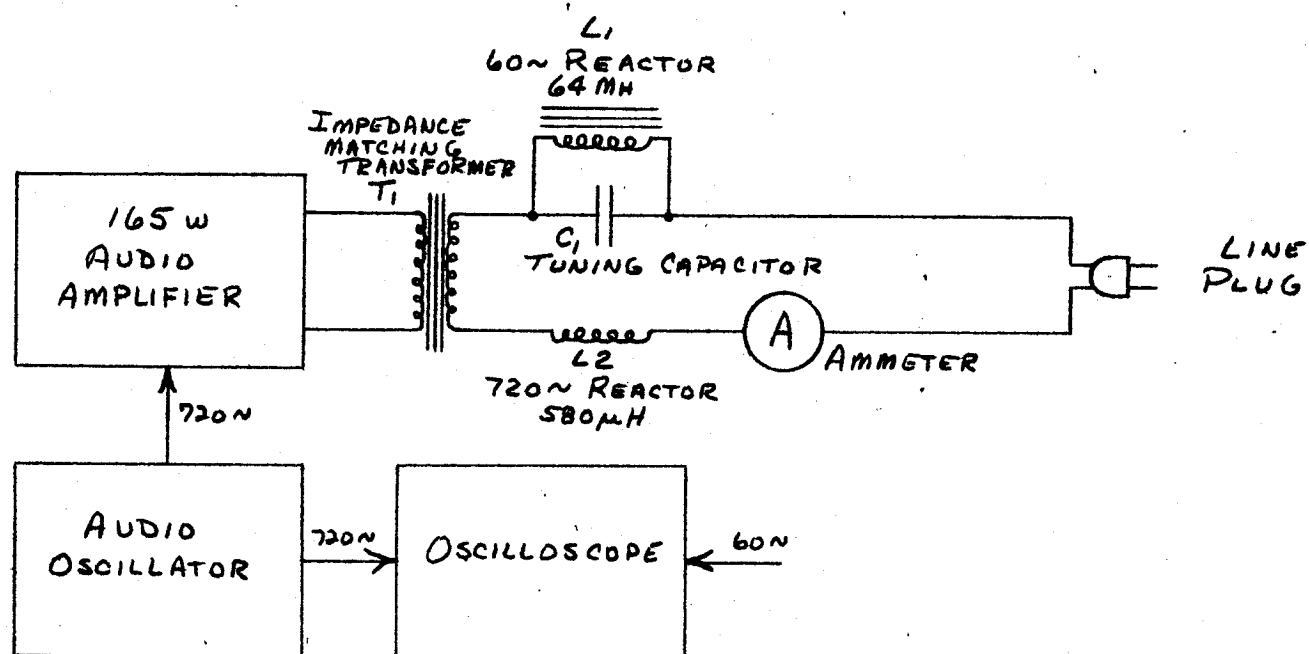 L1
60~ REACTOR
64 MH
IMPEDANCE
MATCHING
TRANSFORMER
T1
165 W
AUDIO
AMPLIFIER
C1
TUNING CAPACITOR
LINE
PLUG
A
AMMETER
L2
720~ REACTOR
580μH
720~
AUDIO
OSCILLATOR
720~
OSCILLOSCOPE
60~